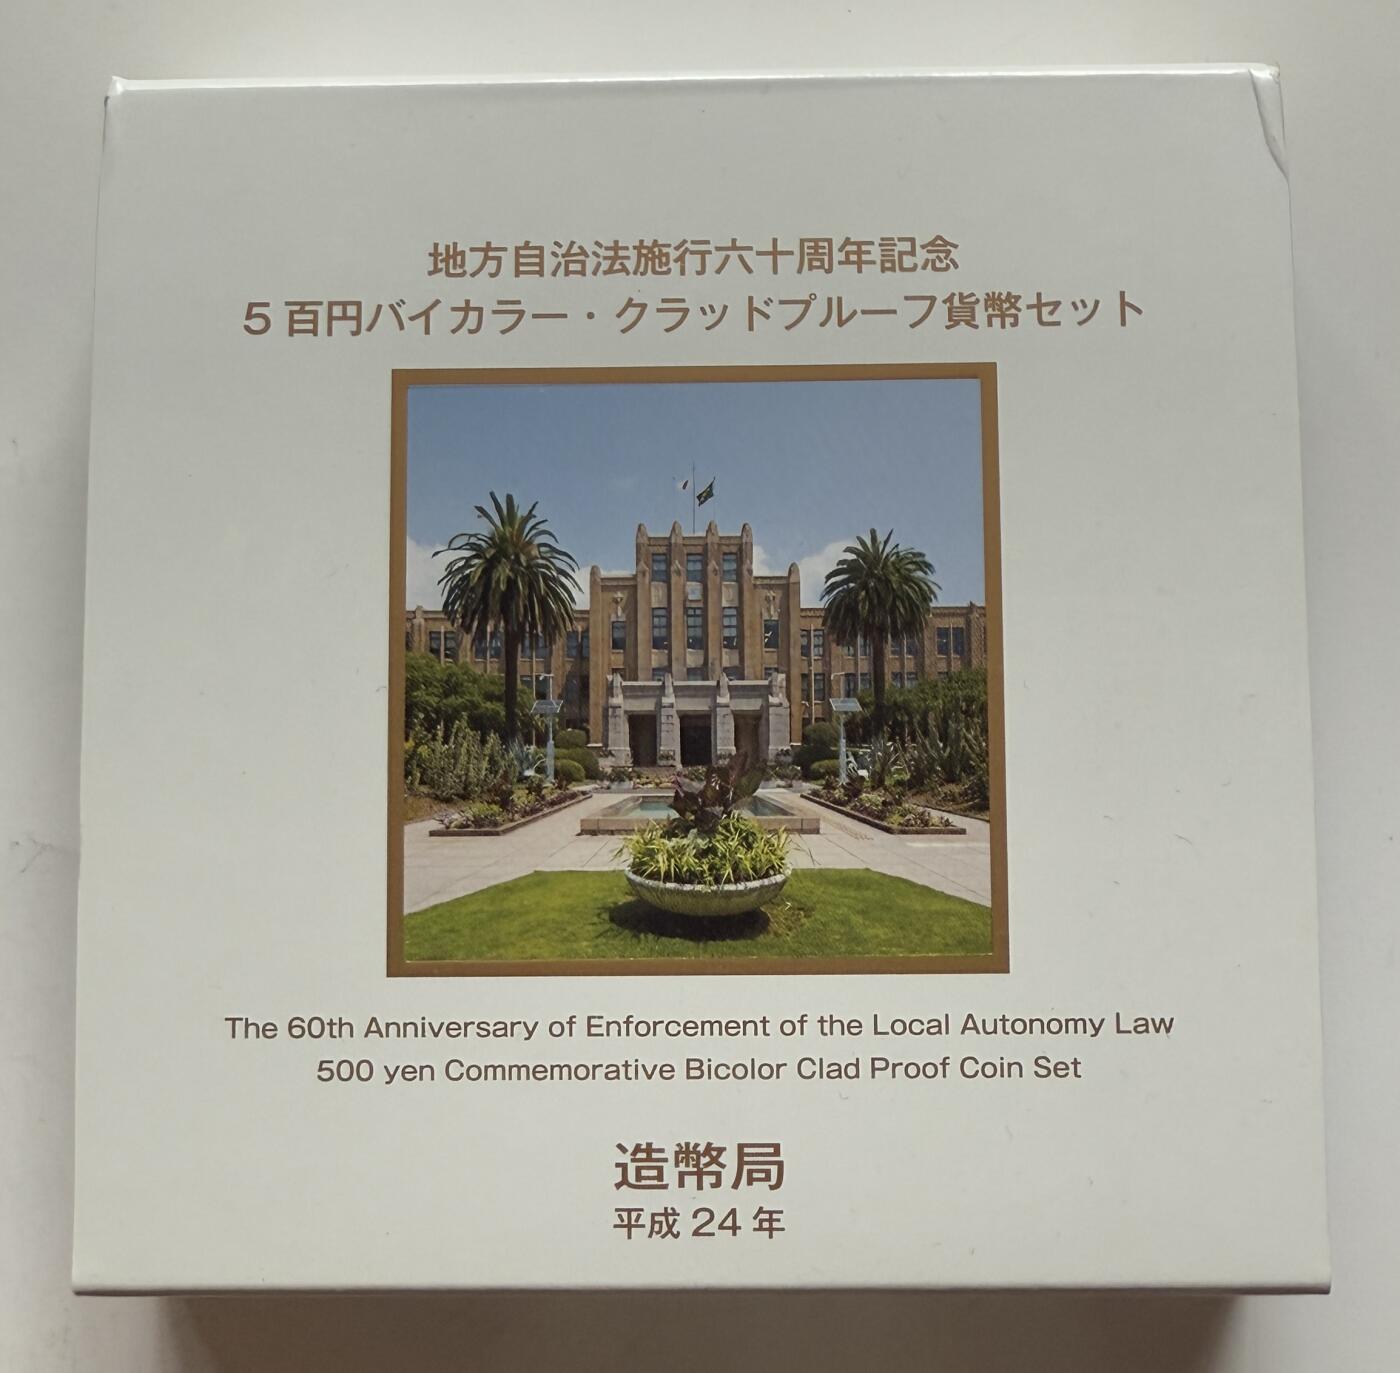 地方自治法施行六十周年記念
5百円バイカラー・クラッドプルーフ貨幣セット
The 60th Anniversary of Enforcement of the Local Autonomy Law
500 yen Commemorative Bicolor Clad Proof Coin Set
造幣局
平成24年